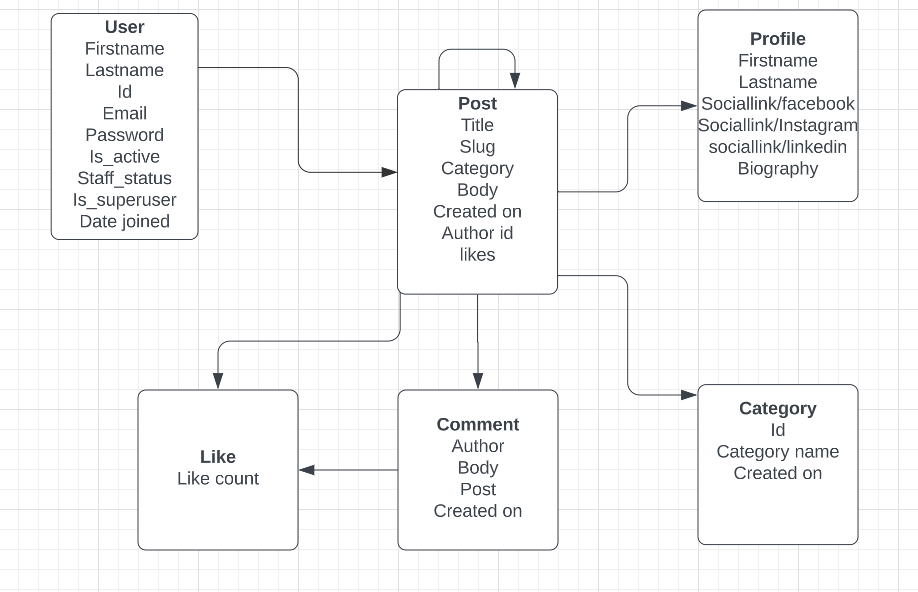 User
Firstname
Lastname
Id
Email
Password
Is_active
Staff_status
Is_superuser
Date joined
Post
Title
Slug
Category
Body
Created on
Author id
likes
Profile
Firstname
Lastname
Sociallink/facebook
Sociallink/Instagram
sociallink/linkedin
Biography
Like
Like count
Comment
Author
Body
Post
Created on
Category
Id
Category name
Created on